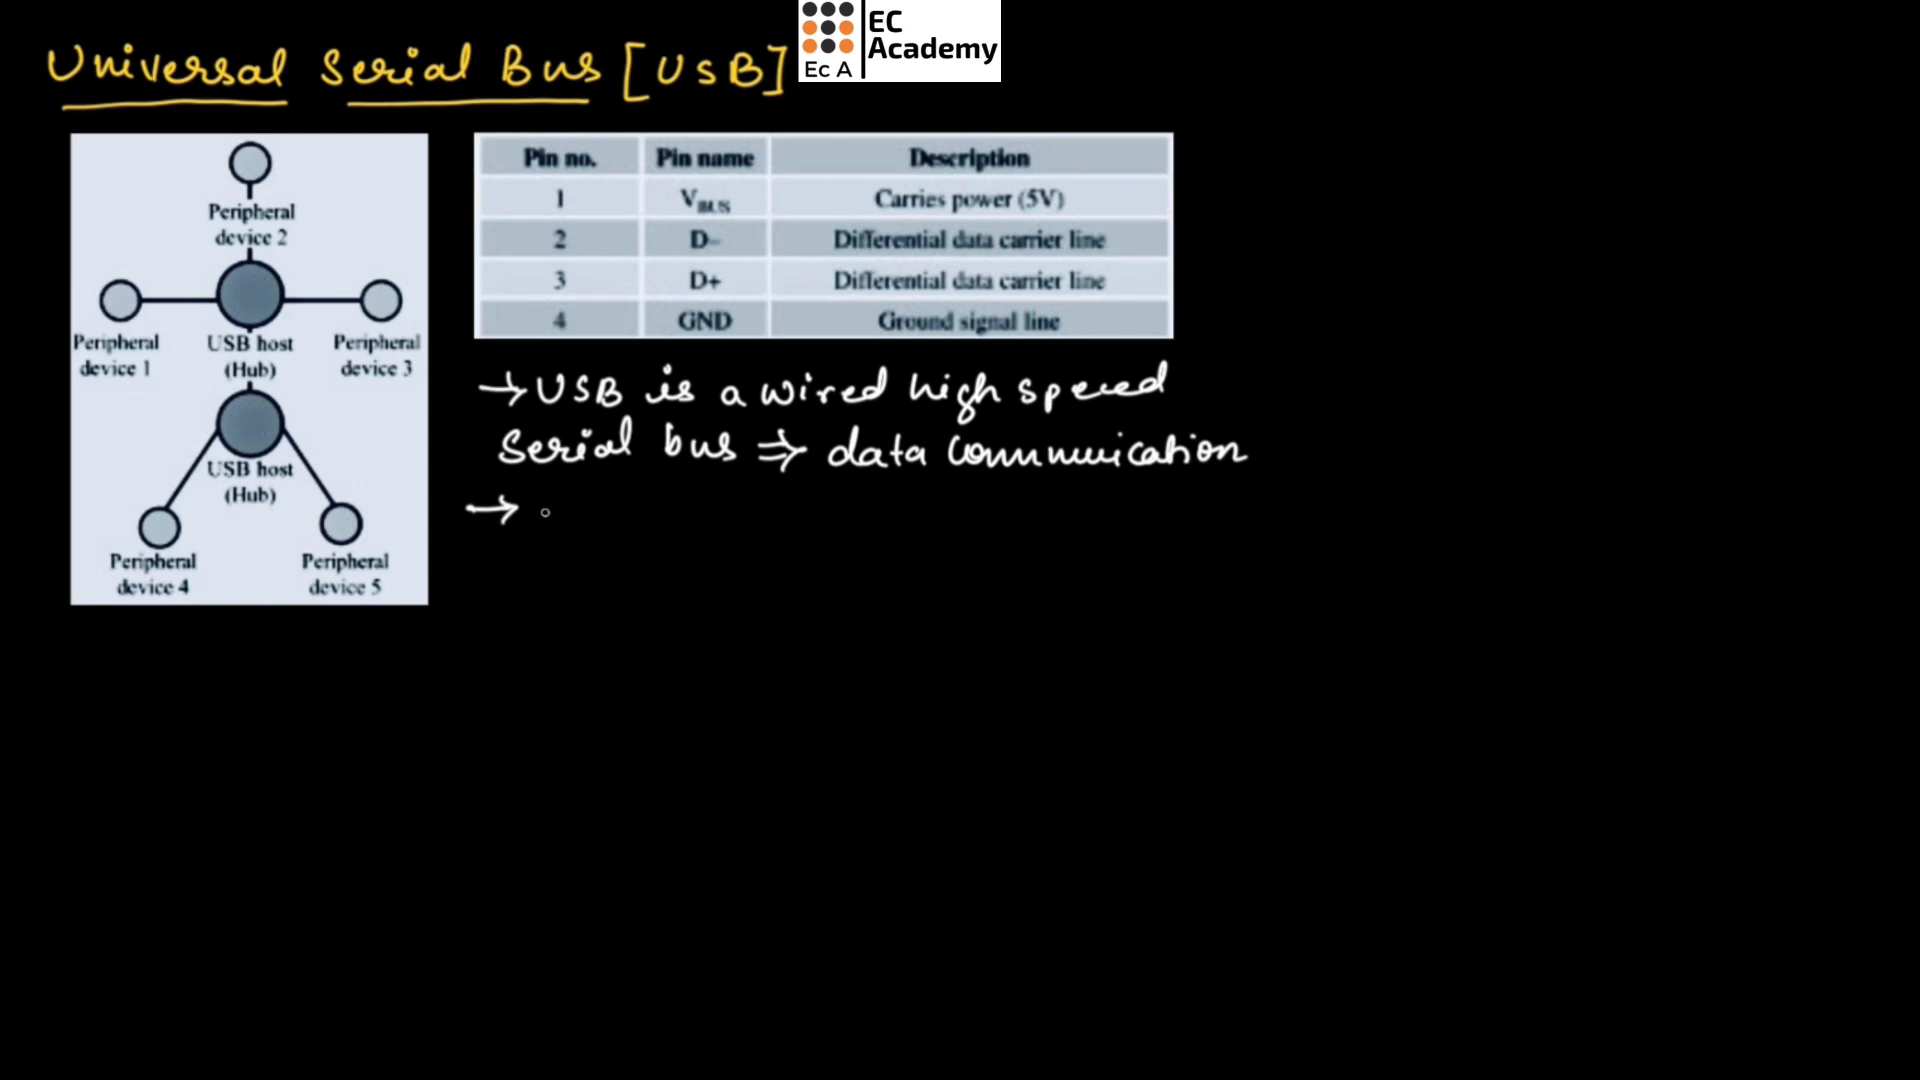 Universal Serial Bus [USB]
EC
Academy
Ec A
Peripheral
device 2
Peripheral
device 1
USB host
(Hub)
Peripheral
device 3
USB host
(Hub)
Peripheral
device 4
Peripheral
device 5
Pin no. Pin name Description
1 VBUS Carries power (5V)
2 D- Differential data carrier line
3 D+ Differential data carrier line
4 GND Ground signal line
→ USB is a wired high speed
Serial bus ⇒ data communication
→